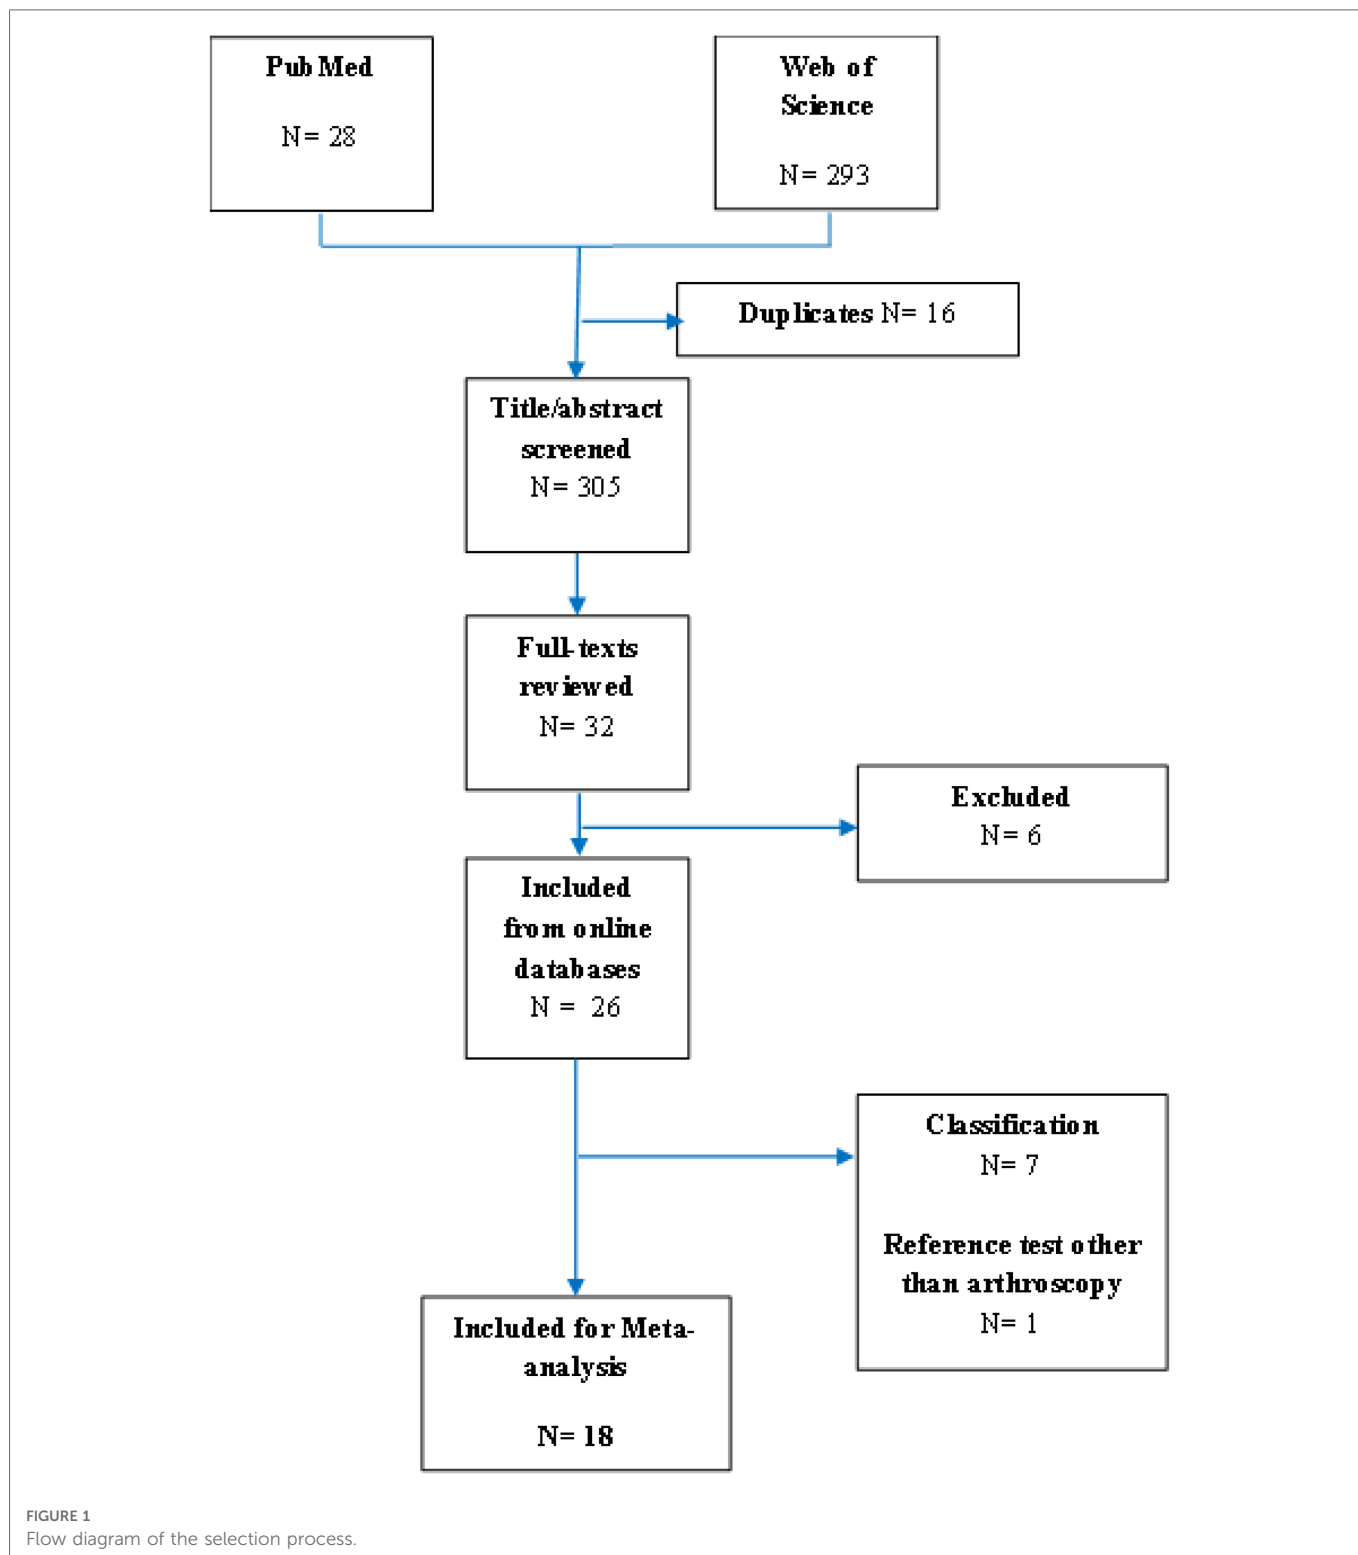 PubMed
N= 28
Web of
Science
N= 293
Duplicates N= 16
Title/abstract
screened
N= 305
Full-texts
reviewed
N= 32
Excluded
N= 6
Included
from online
databases
N = 26
Classification
N= 7
Reference test other
than arthroscopy
N= 1
Included for Meta-
analysis
N= 18
FIGURE 1
Flow diagram of the selection process.